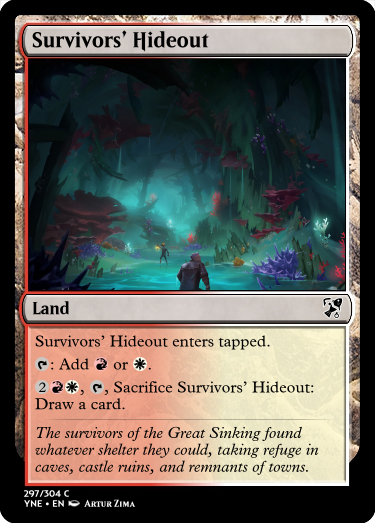 Survivors’ Hideout
Land
Survivors’ Hideout enters tapped.
: Add or .
2, , Sacrifice Survivors’ Hideout:
Draw a card.
The survivors of the Great Sinking found
whatever shelter they could, taking refuge in
caves, castle ruins, and remnants of towns.
297/304 C
YNE • EN Artur Zima